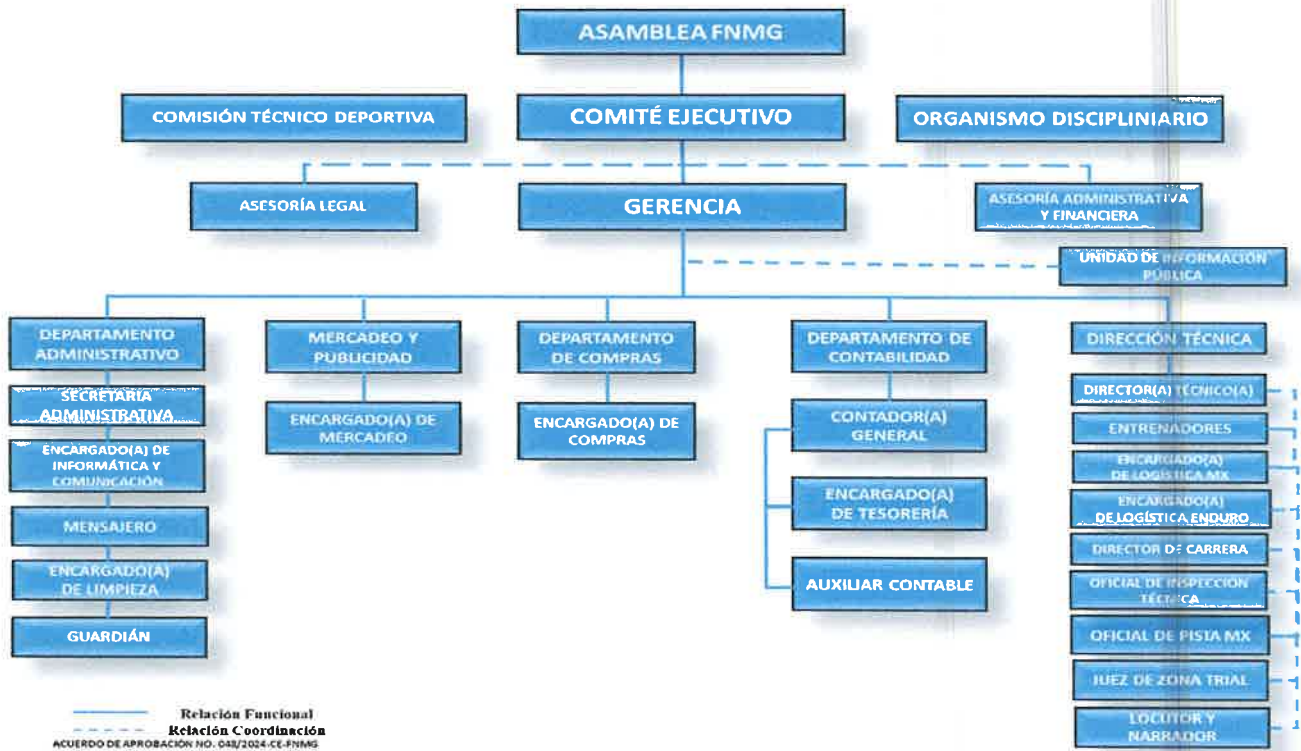 ASAMBLEA FNMG
COMISIÓN TÉCNICO DEPORTIVA
COMITÉ EJECUTIVO
ORGANISMO DISCIPLINIARIO
ASESORÍA LEGAL
GERENCIA
ASESORÍA ADMINISTRATIVA
Y FINANCIERA
UNIDAD DE INFORMACIÓN
PÚBLICA
DEPARTAMENTO
ADMINISTRATIVO
SECRETARIA
ADMINISTRATIVA
ENCARGADO(A) DE
INFORMÁTICA Y
COMUNICACIÓN
MENSAJERO
ENCARGADO(A)
DE LIMPIEZA
GUARDIÁN
MERCADEO Y
PUBLICIDAD
ENCARGADO(A) DE
MERCADEO
DEPARTAMENTO
DE COMPRAS
ENCARGADO(A) DE
COMPRAS
DEPARTAMENTO DE
CONTABILIDAD
CONTADOR(A)
GENERAL
ENCARGADO(A)
DE TESORERÍA
AUXILIAR CONTABLE
DIRECCIÓN TÉCNICA
DIRECTOR(A) TÉCNICO(A)
ENTRENADORES
ENCARGADO(A)
DE LOGÍSTICA MX
ENCARGADO(A)
DE LOGÍSTICA ENDURO
DIRECTOR DE CARRERA
OFICIAL DE INSPECCIÓN
TÉCNICA
OFICIAL DE PISTA MX
JUEZ DE ZONA TRIAL
LOCUTOR Y
NARRADOR
Relación Funcional
Relación Coordinación
ACUERDO DE APROBACIÓN NO. 048/2024-CE-FNMG